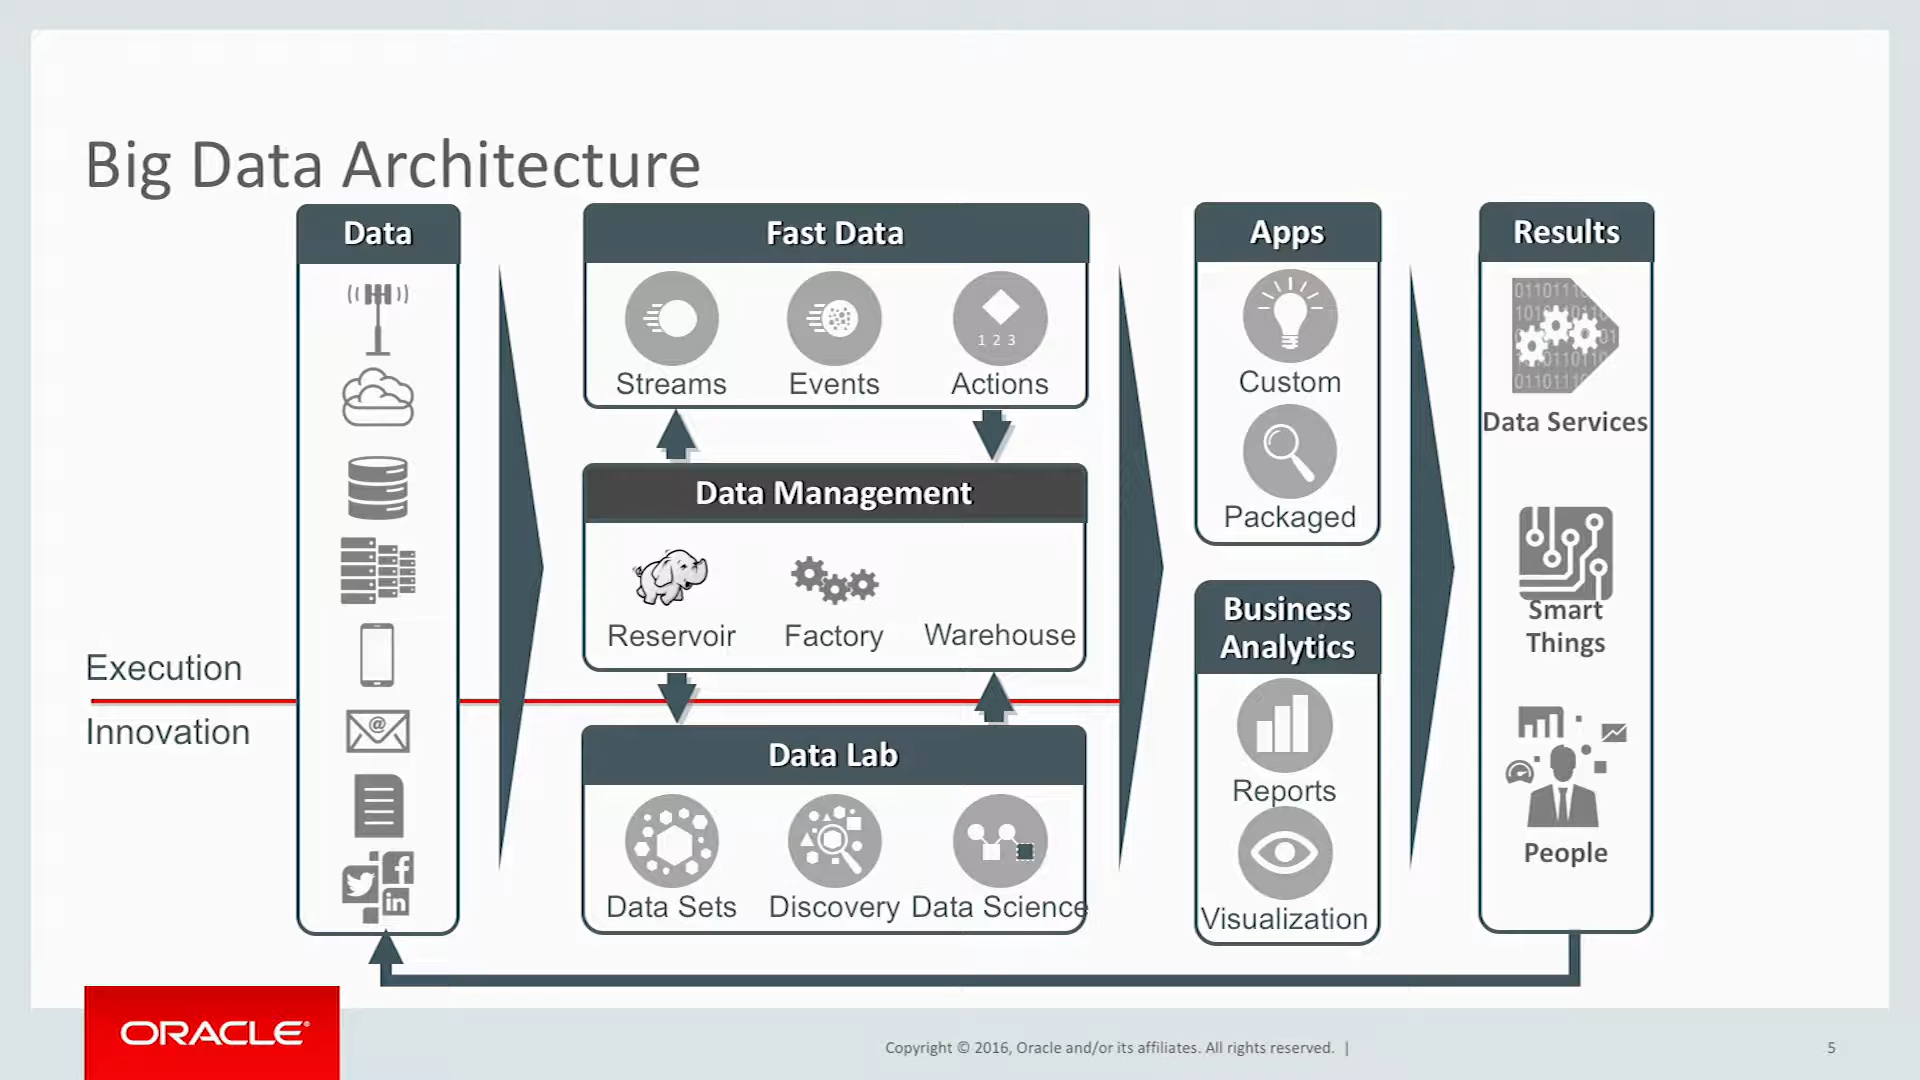 Big Data Architecture
Data
Fast Data
Streams Events Actions
1 2 3
Data Management
Reservoir Factory Warehouse
Execution
Innovation
Data Lab
Data Sets Discovery Data Science
@
in
Apps
Custom
Packaged
Business
Analytics
Reports
Visualization
Results
Data Services
Smart
Things
People
ORACLE®
Copyright © 2016, Oracle and/or its affiliates. All rights reserved. |
5